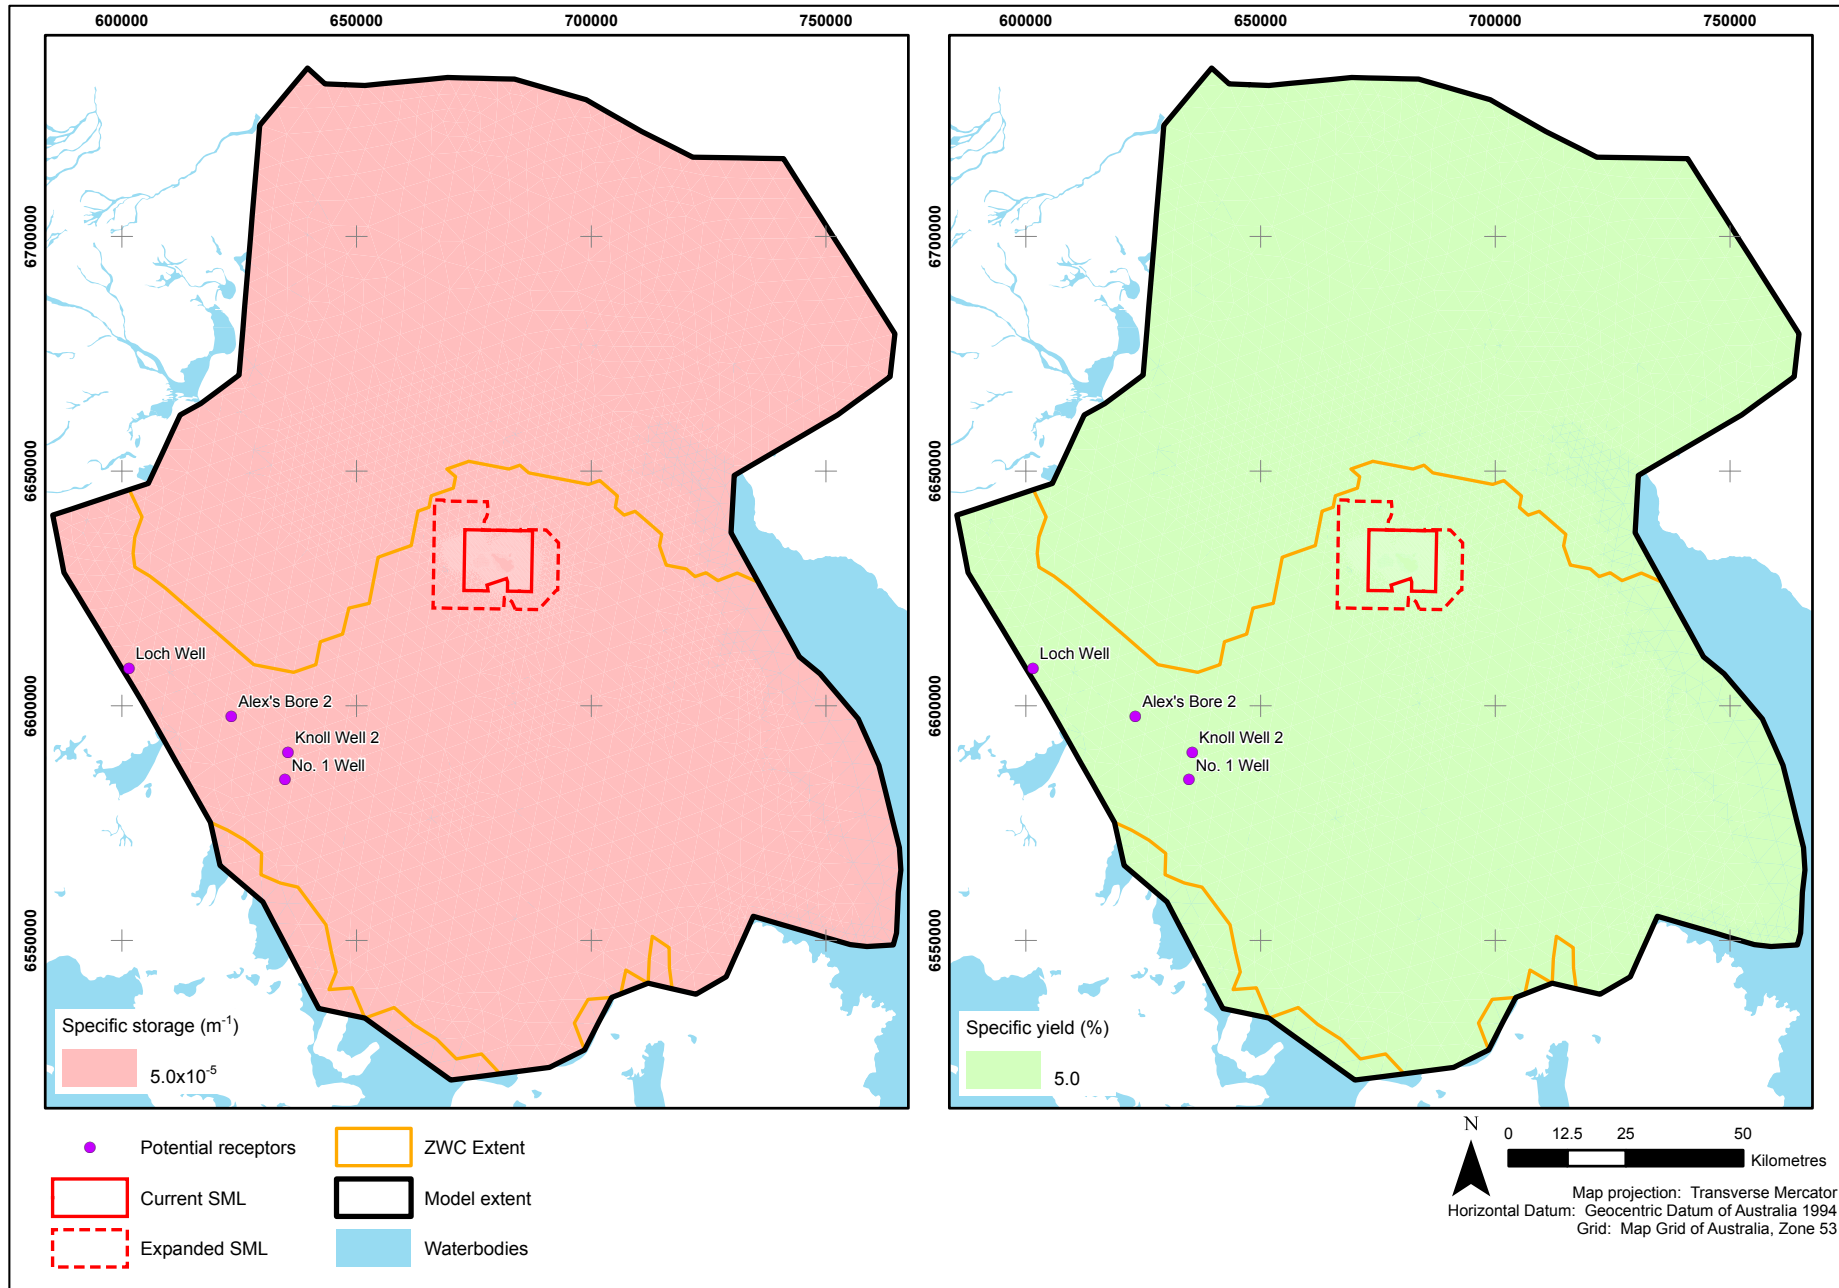 600000 650000 700000 750000
600000 650000 700000 750000
6700000
6650000
6600000
6550000
6700000
6650000
6600000
6550000
Loch Well
Alex's Bore 2
Knoll Well 2
No. 1 Well
Loch Well
Alex's Bore 2
Knoll Well 2
No. 1 Well
Specific storage (m⁻¹)
5.0x10⁻⁵
Specific yield (%)
5.0
Potential receptors
Current SML
Expanded SML
ZWC Extent
Model extent
Waterbodies
N
0 12.5 25 50
Kilometres
Map projection: Transverse Mercator
Horizontal Datum: Geocentric Datum of Australia 1994
Grid: Map Grid of Australia, Zone 53